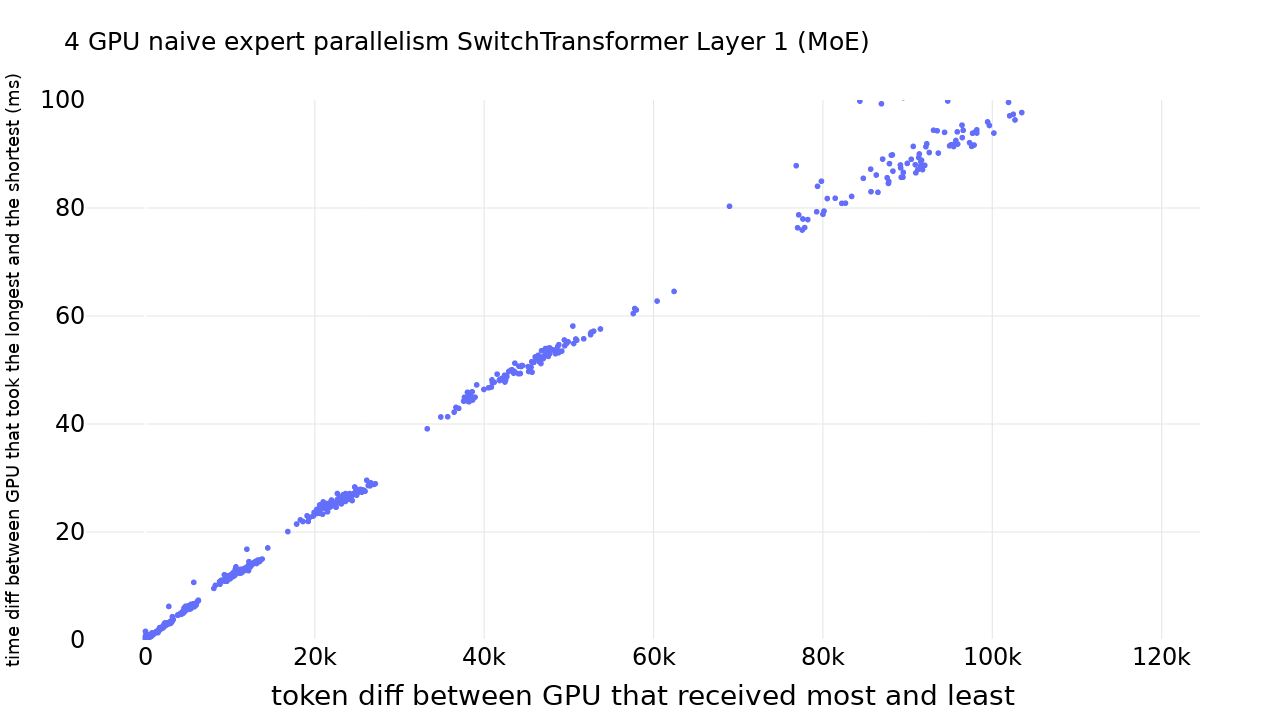 4 GPU naive expert parallelism SwitchTransformer Layer 1 (MoE)
time diff between GPU that took the longest and the shortest (ms)
100
80
60
40
20
0
0 20k 40k 60k 80k 100k 120k
token diff between GPU that received most and least